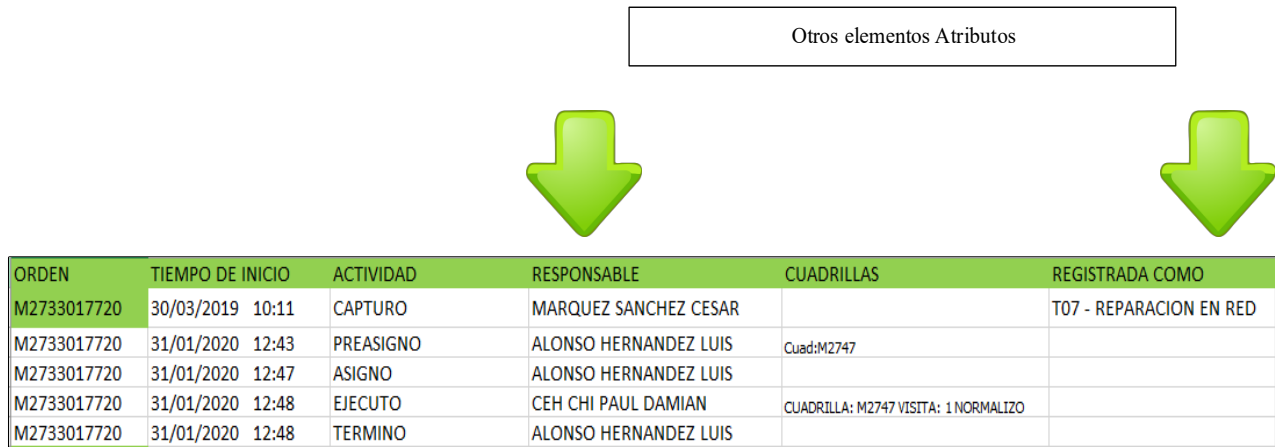 Otros elementos Atributos
ORDEN TIEMPO DE INICIO ACTIVIDAD RESPONSABLE CUADRILLAS REGISTRADA COMO
M2733017720 30/03/2019 10:11 CAPTURO MARQUEZ SANCHEZ CESAR T07 - REPARACION EN RED
M2733017720 31/01/2020 12:43 PREASIGNO ALONSO HERNANDEZ LUIS Cuad:M2747
M2733017720 31/01/2020 12:47 ASIGNO ALONSO HERNANDEZ LUIS
M2733017720 31/01/2020 12:48 EJECUTO CEH CHI PAUL DAMIAN CUADRILLA: M2747 VISITA: 1 NORMALIZO
M2733017720 31/01/2020 12:48 TERMINO ALONSO HERNANDEZ LUIS